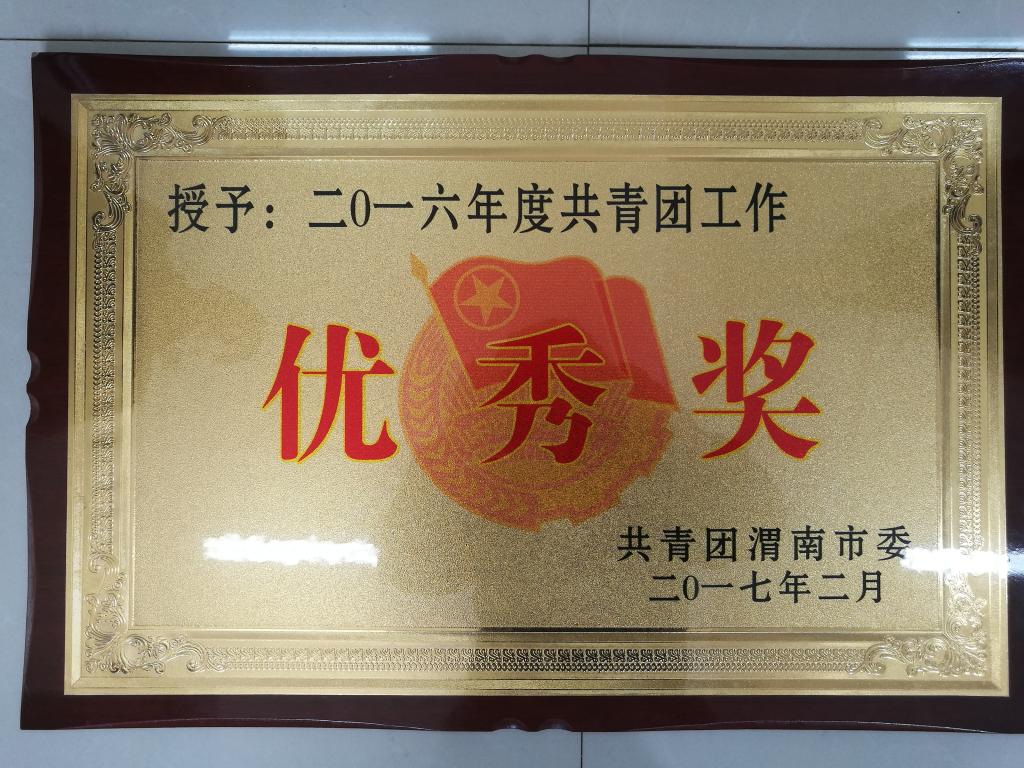 授予：二0一六年度共青团工作
优秀奖
共青团渭南市委
二0一七年二月